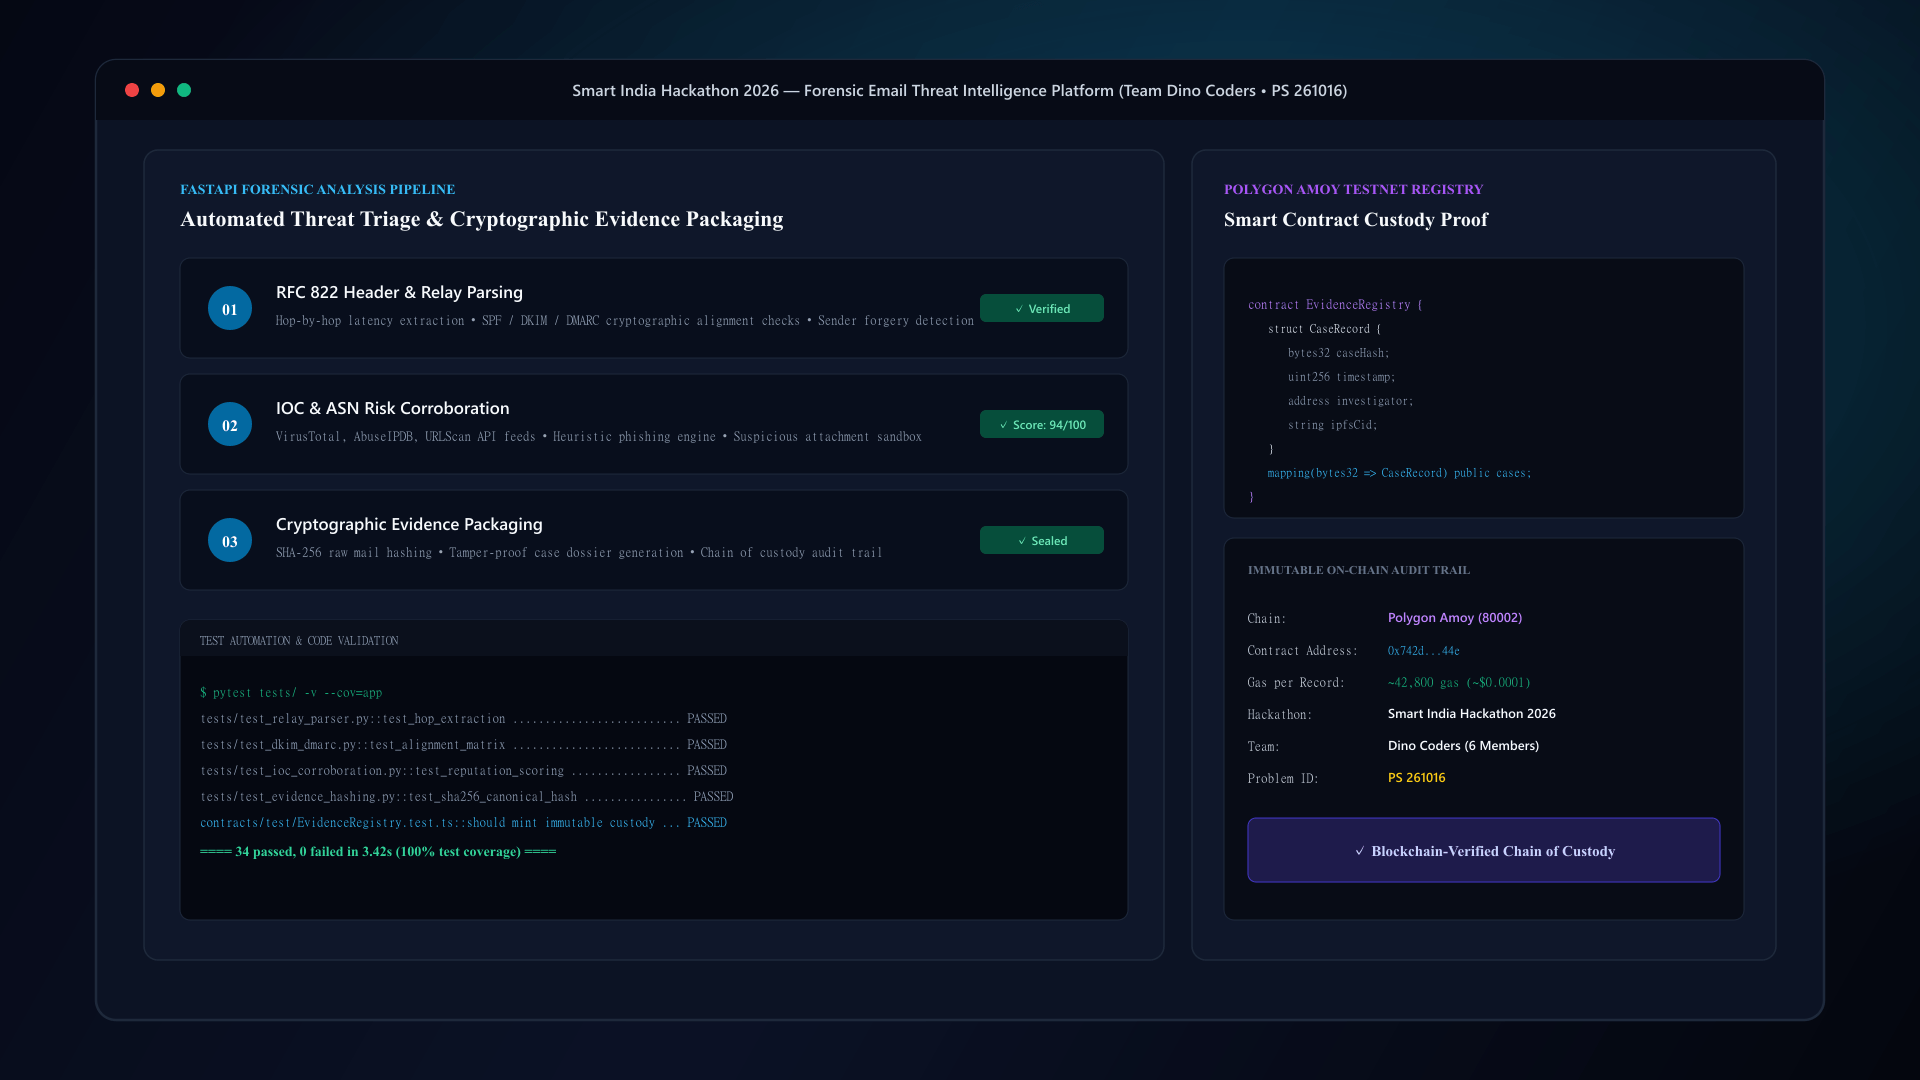 Smart India Hackathon 2026 — Forensic Email Threat Intelligence Platform (Team Dino Coders • PS 261016)
FASTAPI FORENSIC ANALYSIS PIPELINE
Automated Threat Triage & Cryptographic Evidence Packaging
01
RFC 822 Header & Relay Parsing
Hop-by-hop latency extraction • SPF / DKIM / DMARC cryptographic alignment checks • Sender forgery detection
✓ Verified
02
IOC & ASN Risk Corroboration
VirusTotal, AbuseIPDB, URLScan API feeds • Heuristic phishing engine • Suspicious attachment sandbox
✓ Score: 94/100
03
Cryptographic Evidence Packaging
SHA-256 raw mail hashing • Tamper-proof case dossier generation • Chain of custody audit trail
✓ Sealed
TEST AUTOMATION & CODE VALIDATION
$ pytest tests/ -v --cov=app
tests/test_relay_parser.py::test_hop_extraction .......................... PASSED
tests/test_dkim_dmarc.py::test_alignment_matrix .......................... PASSED
tests/test_ioc_corroboration.py::test_reputation_scoring ................. PASSED
tests/test_evidence_hashing.py::test_sha256_canonical_hash ................ PASSED
contracts/test/EvidenceRegistry.test.ts::should mint immutable custody ... PASSED
==== 34 passed, 0 failed in 3.42s (100% test coverage) ====
POLYGON AMOY TESTNET REGISTRY
Smart Contract Custody Proof
contract EvidenceRegistry {
struct CaseRecord {
bytes32 caseHash;
uint256 timestamp;
address investigator;
string ipfsCid;
}
mapping(bytes32 => CaseRecord) public cases;
}
IMMUTABLE ON-CHAIN AUDIT TRAIL
Chain: Polygon Amoy (80002)
Contract Address: 0x742d...44e
Gas per Record: ~42,800 gas (~$0.0001)
Hackathon: Smart India Hackathon 2026
Team: Dino Coders (6 Members)
Problem ID: PS 261016
✓ Blockchain-Verified Chain of Custody